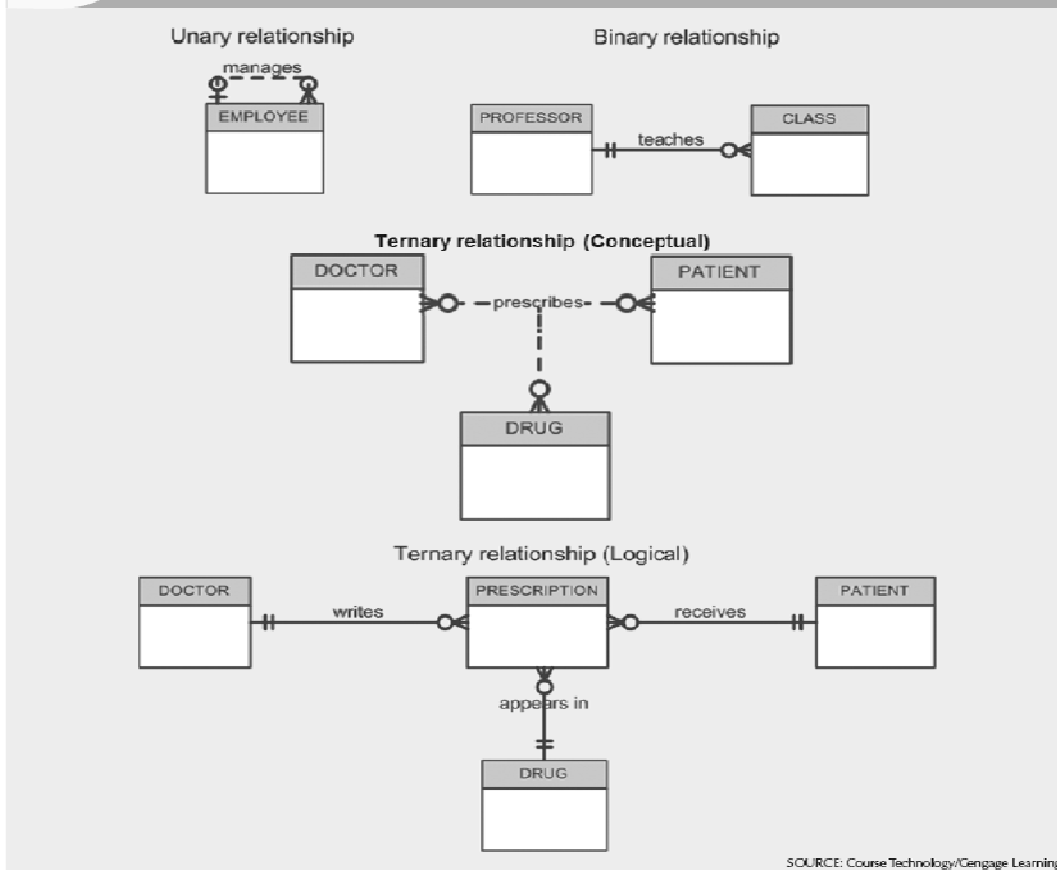 Unary relationship
Binary relationship
manages
EMPLOYEE
PROFESSOR
teaches
CLASS
Ternary relationship (Conceptual)
DOCTOR
prescribes
PATIENT
DRUG
Ternary relationship (Logical)
DOCTOR
writes
PRESCRIPTION
receives
PATIENT
appears in
DRUG
SOURCE: Course Technology/Cengage Learning